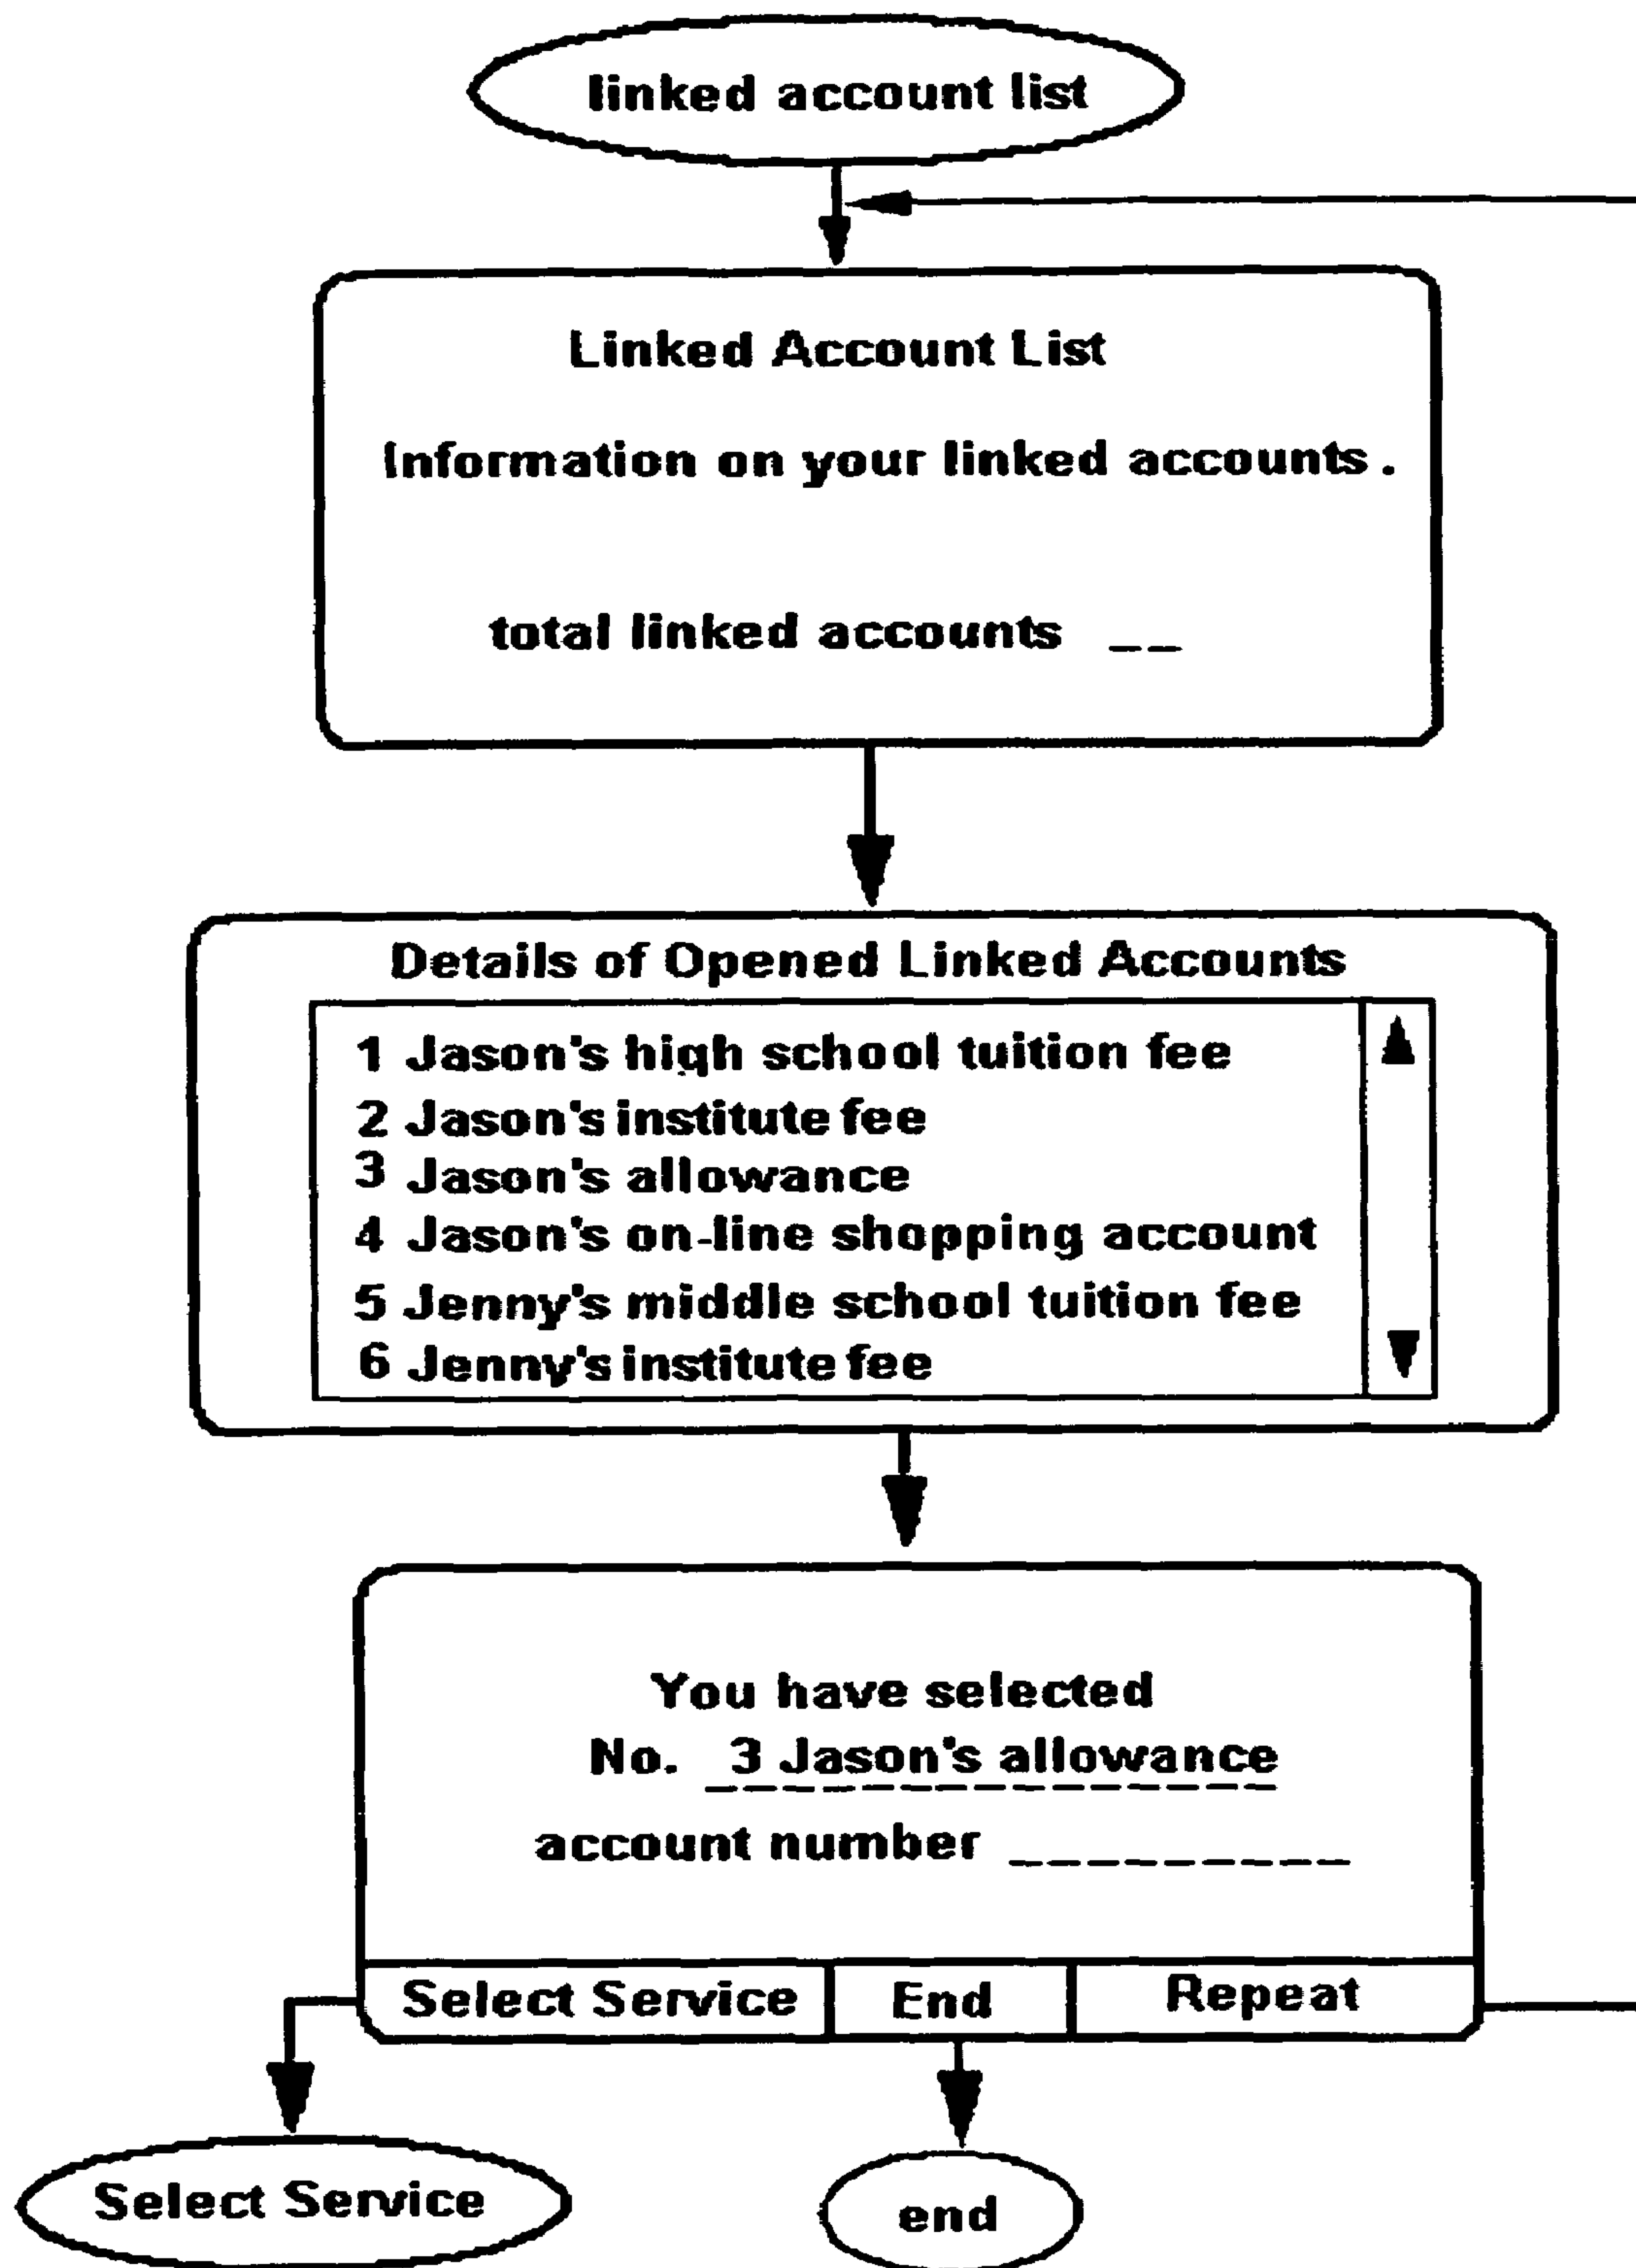 linked account list
Linked Account List
Information on your linked accounts.
total linked accounts __
Details of Opened Linked Accounts
1 Jason's high school tuition fee
2 Jason's institute fee
3 Jason's allowance
4 Jason's on-line shopping account
5 Jenny's middle school tuition fee
6 Jenny's institute fee
You have selected
No. 3 Jason's allowance
account number _________
Select Service End Repeat
Select Service
end